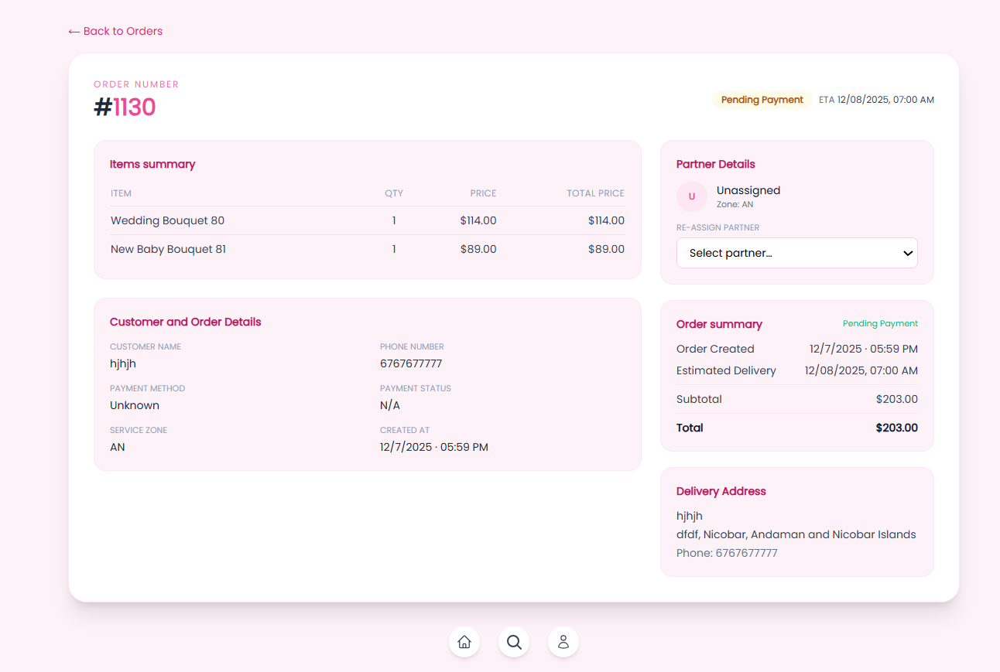 ← Back to Orders
ORDER NUMBER
#1130
Pending Payment ETA 12/08/2025, 07:00 AM
Items summary
ITEM QTY PRICE TOTAL PRICE
Wedding Bouquet 80 1 $114.00 $114.00
New Baby Bouquet 81 1 $89.00 $89.00
Customer and Order Details
CUSTOMER NAME PHONE NUMBER
hjhjh 6767677777
PAYMENT METHOD PAYMENT STATUS
Unknown N/A
SERVICE ZONE CREATED AT
AN 12/7/2025 · 05:59 PM
Partner Details
U
Unassigned
Zone: AN
RE-ASSIGN PARTNER
Select partner...
Order summary Pending Payment
Order Created 12/7/2025 · 05:59 PM
Estimated Delivery 12/08/2025, 07:00 AM
Subtotal $203.00
Total $203.00
Delivery Address
hjhjh
dfdf, Nicobar, Andaman and Nicobar Islands
Phone: 6767677777